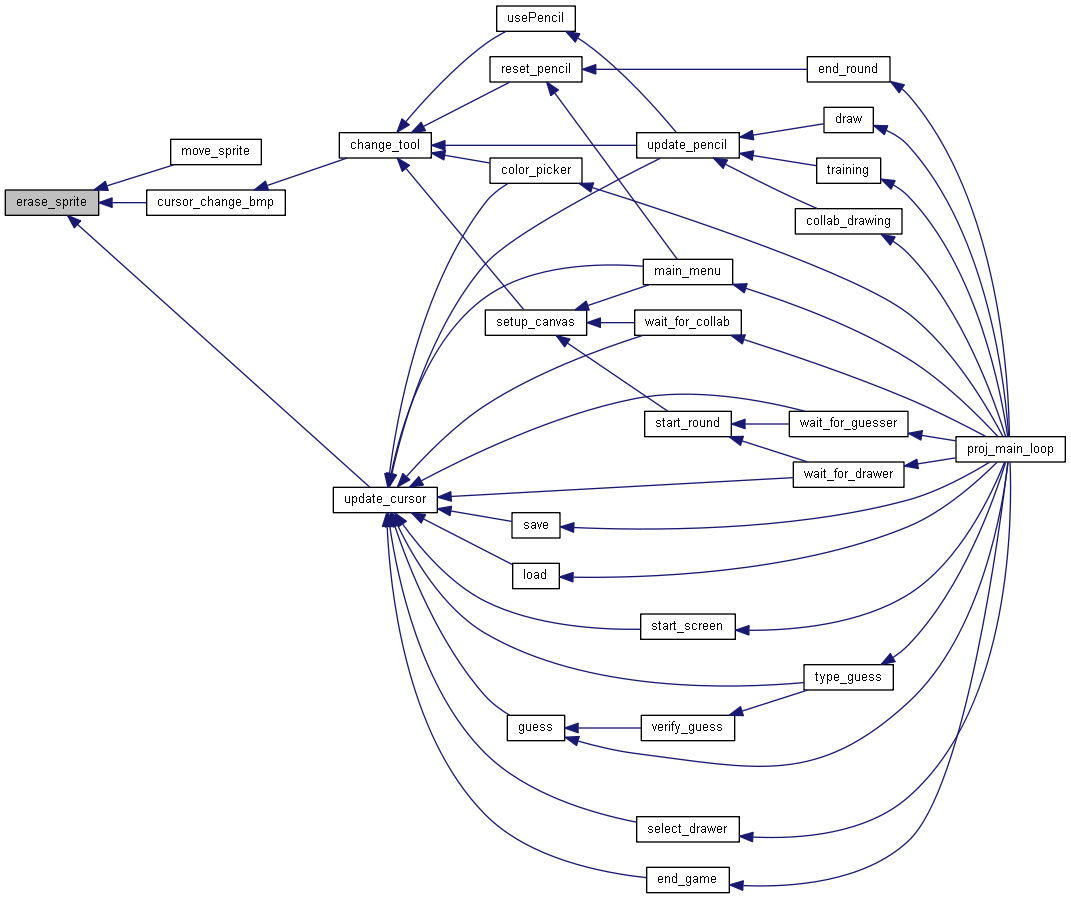 usePencil
reset_pencil
end_round
draw
change_tool
update_pencil
move_sprite
color_picker
training
erase_sprite
cursor_change_bmp
collab_drawing
main_menu
setup_canvas
wait_for_collab
start_round
wait_for_guesser
proj_main_loop
wait_for_drawer
update_cursor
save
load
start_screen
type_guess
guess
verify_guess
select_drawer
end_game